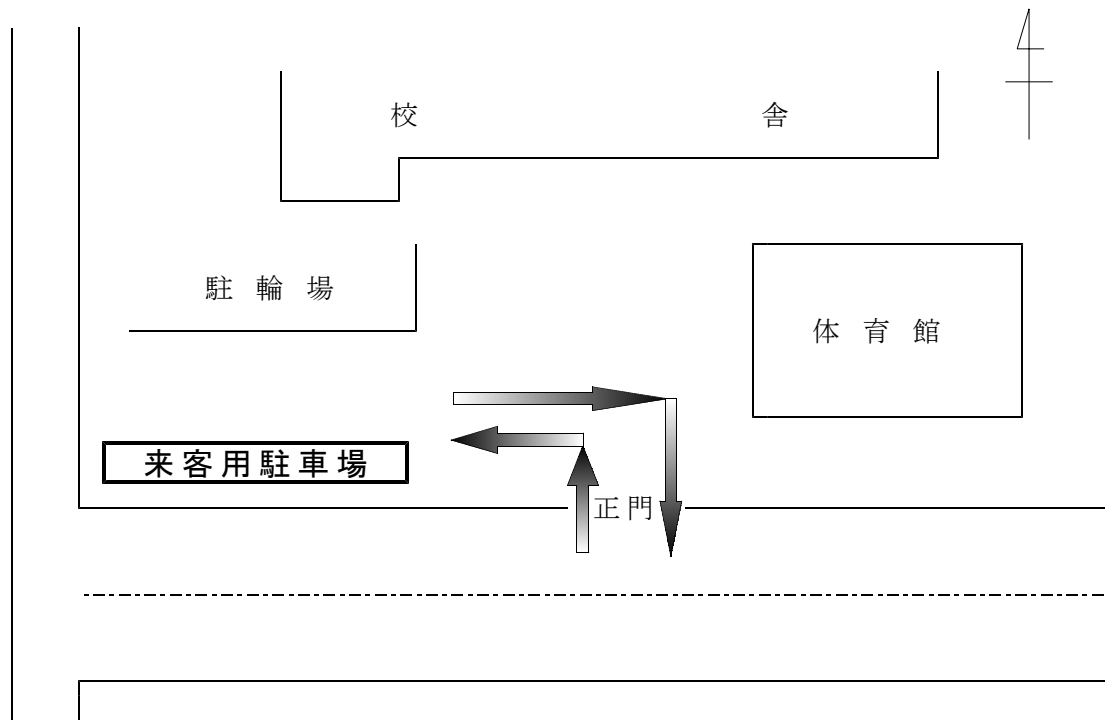 校 舎
駐輪場
体育館
来客用駐車場
正門